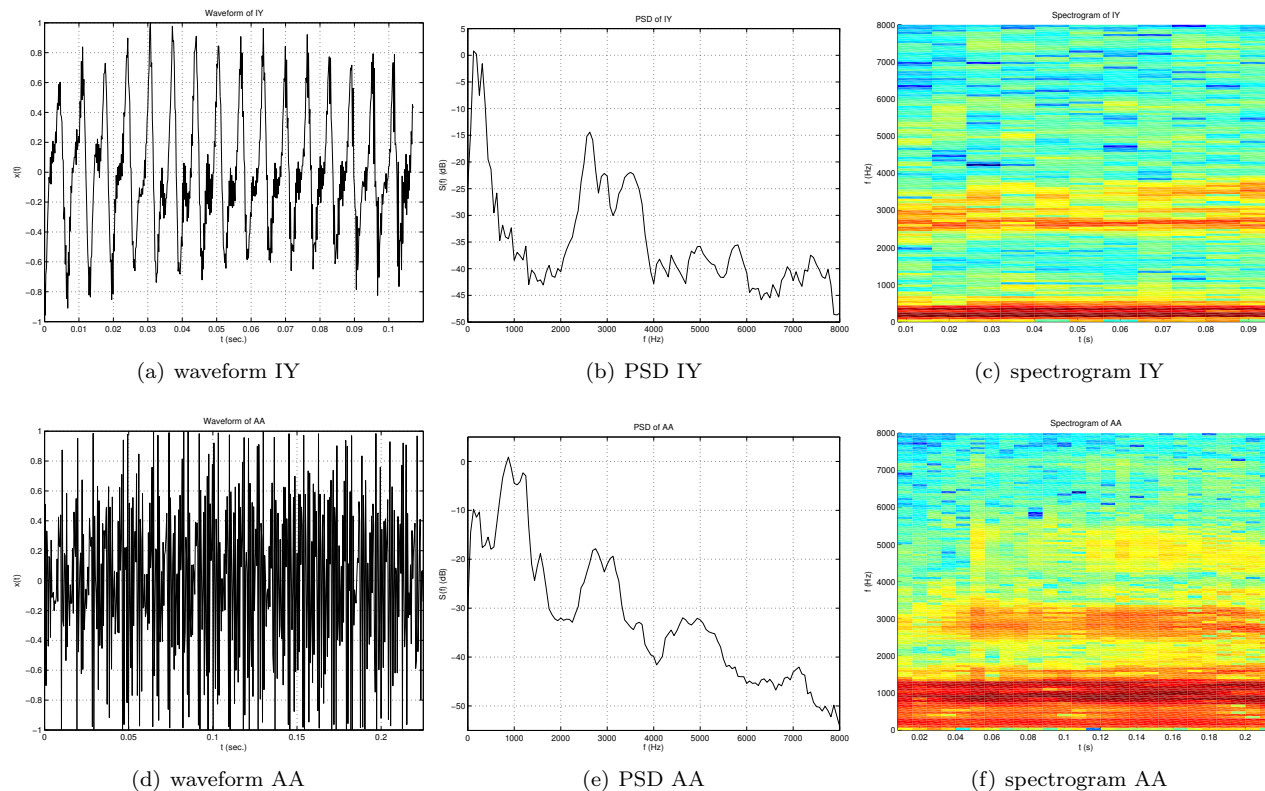 Waveform of IY
1
0.8
0.6
0.4
0.2
0
−0.2
−0.4
−0.6
−0.8
−1
x(t)
0 0.01 0.02 0.03 0.04 0.05 0.06 0.07 0.08 0.09 0.1
t (sec.)
(a) waveform IY
PSD of IY
5
0
−5
−10
−15
−20
−25
−30
−35
−40
−45
−50
S(f) (dB)
0 1000 2000 3000 4000 5000 6000 7000 8000
f (Hz)
(b) PSD IY
Spectrogram of IY
8000
7000
6000
5000
4000
3000
2000
1000
0
f (Hz)
0.01 0.02 0.03 0.04 0.05 0.06 0.07 0.08 0.09
t (s)
(c) spectrogram IY
Waveform of AA
1
0.8
0.6
0.4
0.2
0
−0.2
−0.4
−0.6
−0.8
−1
x(t)
0 0.05 0.1 0.15 0.2
t (sec.)
(d) waveform AA
PSD of AA
0
−10
−20
−30
−40
−50
S(f) (dB)
0 1000 2000 3000 4000 5000 6000 7000 8000
f (Hz)
(e) PSD AA
Spectrogram of AA
8000
7000
6000
5000
4000
3000
2000
1000
0
f (Hz)
0.02 0.04 0.06 0.08 0.1 0.12 0.14 0.16 0.18 0.2
t (s)
(f) spectrogram AA